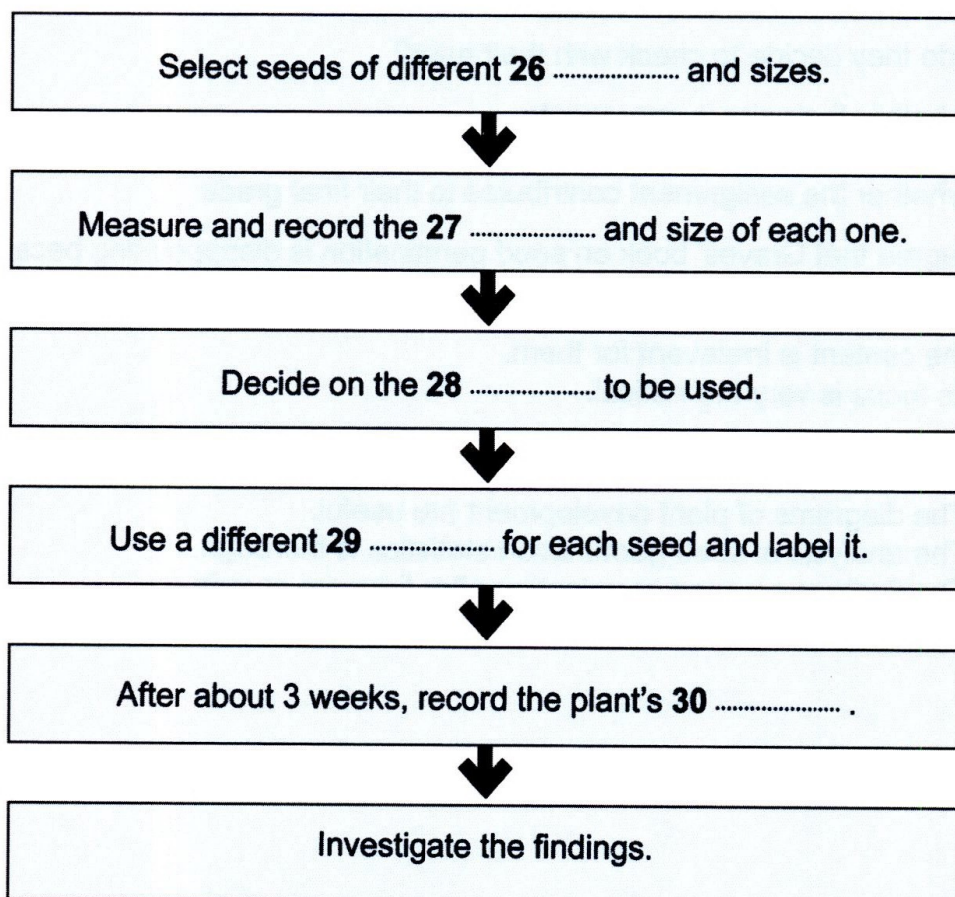 Select seeds of different 26 .................... and sizes.
Measure and record the 27 .................... and size of each one.
Decide on the 28 .................... to be used.
Use a different 29 .................... for each seed and label it.
After about 3 weeks, record the plant's 30 .................... .
Investigate the findings.